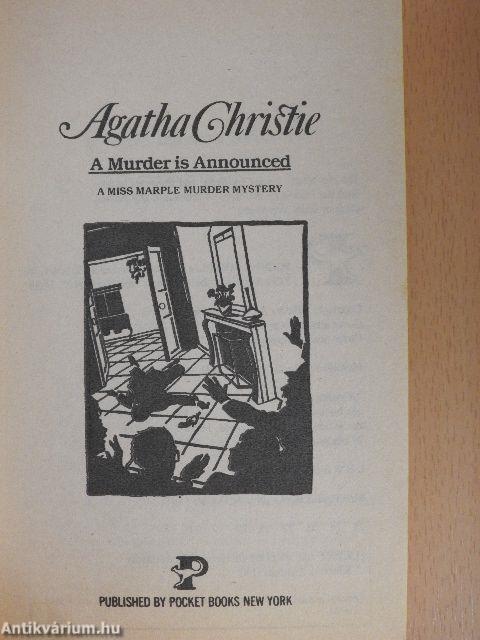 Agatha Christie
A Murder is Announced
A MISS MARPLE MURDER MYSTERY
P
PUBLISHED BY POCKET BOOKS NEW YORK
Antikvárium.hu